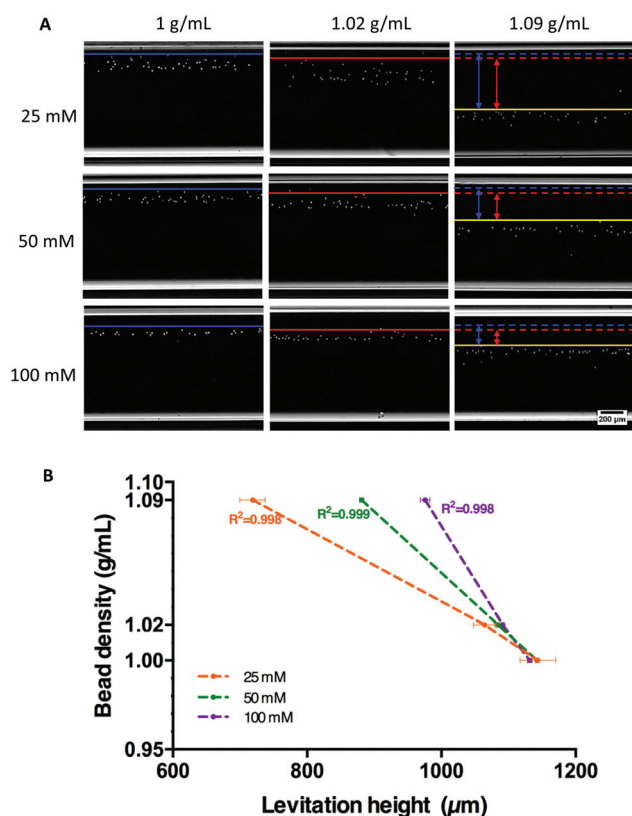 A
1 g/mL 1.02 g/mL 1.09 g/mL
25 mM
50 mM
100 mM
200 µm
B
Bead density (g/mL)
1.10
1.09
1.02
1.00
0.95
R²=0.998
R²=0.999
R²=0.998
25 mM
50 mM
100 mM
600 800 1000 1200
Levitation height (µm)